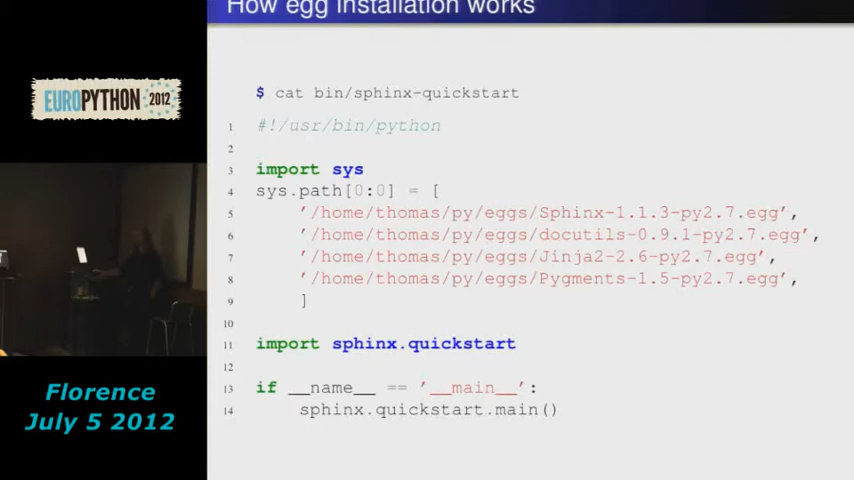 How egg installation works
EUROPYTHON 2012
$ cat bin/sphinx-quickstart
1 #!/usr/bin/python
2
3 import sys
4 sys.path[0:0] = [
5 '/home/thomas/py/eggs/Sphinx-1.1.3-py2.7.egg',
6 '/home/thomas/py/eggs/docutils-0.9.1-py2.7.egg',
7 '/home/thomas/py/eggs/Jinja2-2.6-py2.7.egg',
8 '/home/thomas/py/eggs/Pygments-1.5-py2.7.egg',
9 ]
10
11 import sphinx.quickstart
12
13 if __name__ == '__main__':
14 sphinx.quickstart.main()
Florence
July 5 2012